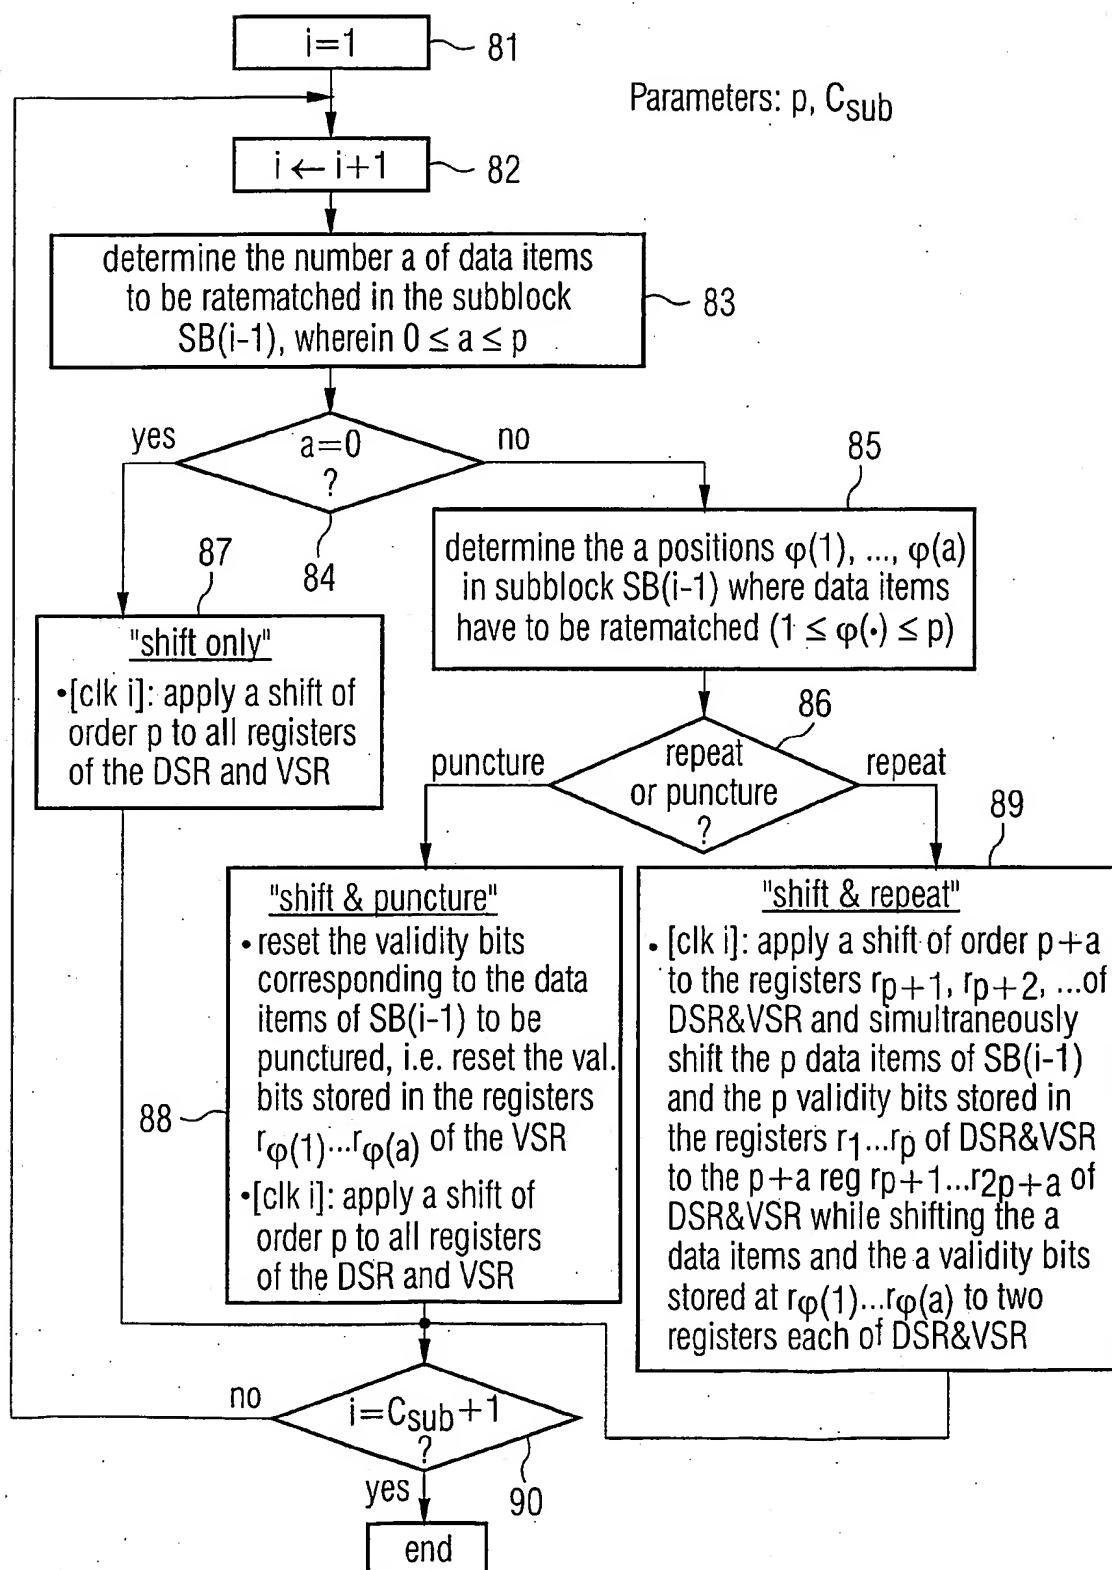 i=1
81
Parameters: p, Csub
i ← i+1
82
determine the number a of data items
to be ratematched in the subblock
SB(i-1), wherein 0 ≤ a ≤ p
83
yes
a=0
?
no
84
85
determine the a positions φ(1), ..., φ(a)
in subblock SB(i-1) where data items
have to be ratematched (1 ≤ φ(·) ≤ p)
87
"shift only"
•[clk i]: apply a shift of
order p to all registers
of the DSR and VSR
86
puncture
repeat
or puncture
?
repeat
88
"shift & puncture"
• reset the validity bits
corresponding to the data
items of SB(i-1) to be
punctured, i.e. reset the val.
bits stored in the registers
rφ(1)...rφ(a) of the VSR
•[clk i]: apply a shift of
order p to all registers
of the DSR and VSR
89
"shift & repeat"
• [clk i]: apply a shift of order p+a
to the registers rp+1, rp+2, ...of
DSR&VSR and simultraneously
shift the p data items of SB(i-1)
and the p validity bits stored in
the registers r1...rp of DSR&VSR
to the p+a reg rp+1...r2p+a of
DSR&VSR while shifting the a
data items and the a validity bits
stored at rφ(1)...rφ(a) to two
registers each of DSR&VSR
no
i=Csub+1
?
90
yes
end